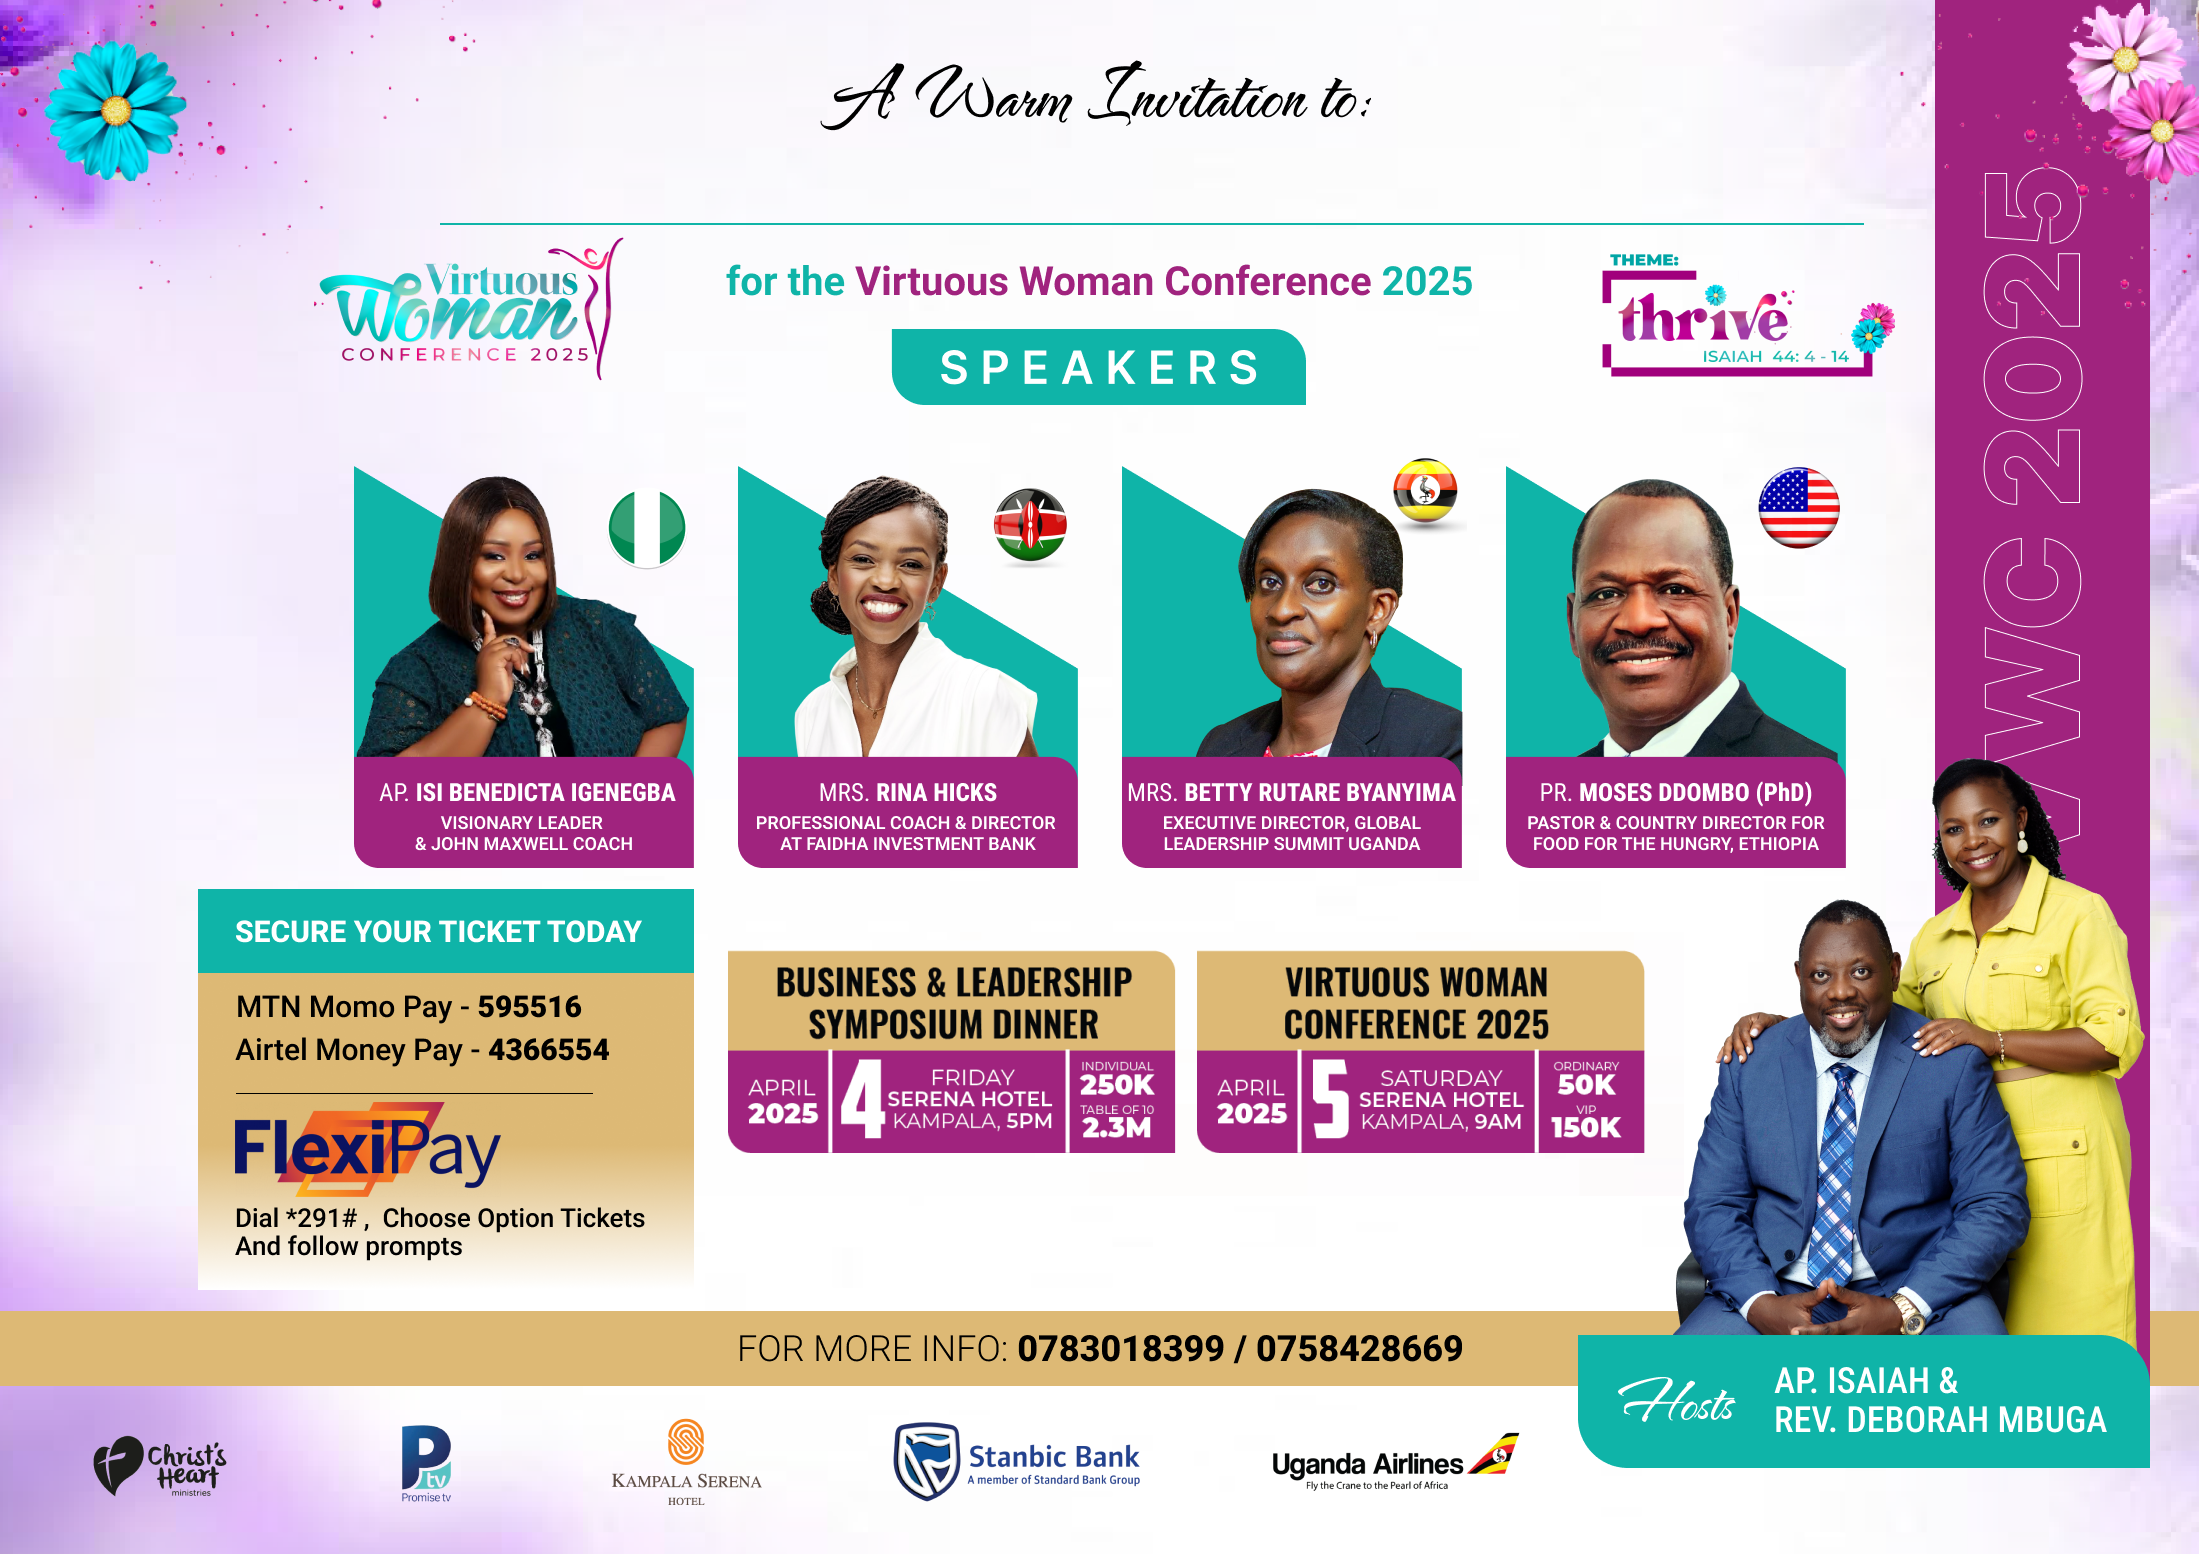 A Warm Invitation to:
Virtuous
Woman
CONFERENCE 2025
for the Virtuous Woman Conference 2025
SPEAKERS
THEME:
thrive
ISAIAH 44: 4 - 14
VWC 2025
AP. ISI BENEDICTA IGENEGBA
VISIONARY LEADER
& JOHN MAXWELL COACH
MRS. RINA HICKS
PROFESSIONAL COACH & DIRECTOR
AT FAIDHA INVESTMENT BANK
MRS. BETTY RUTARE BYANYIMA
EXECUTIVE DIRECTOR, GLOBAL
LEADERSHIP SUMMIT UGANDA
PR. MOSES DDOMBO (PhD)
PASTOR & COUNTRY DIRECTOR FOR
FOOD FOR THE HUNGRY, ETHIOPIA
SECURE YOUR TICKET TODAY
MTN Momo Pay - 595516
Airtel Money Pay - 4366554
FlexiPay
Dial *291# , Choose Option Tickets
And follow prompts
BUSINESS & LEADERSHIP
SYMPOSIUM DINNER
APRIL
2025
4
FRIDAY
SERENA HOTEL
KAMPALA, 5PM
INDIVIDUAL
250K
TABLE OF 10
2.3M
VIRTUOUS WOMAN
CONFERENCE 2025
APRIL
2025
5
SATURDAY
SERENA HOTEL
KAMPALA, 9AM
ORDINARY
50K
VIP
150K
FOR MORE INFO: 0783018399 / 0758428669
Hosts
AP. ISAIAH &
REV. DEBORAH MBUGA
Christ's
Heart
ministries
P
tv
Promise tv
KAMPALA SERENA
HOTEL
Stanbic Bank
A member of Standard Bank Group
Uganda Airlines
Fly the Crane to the Pearl of Africa